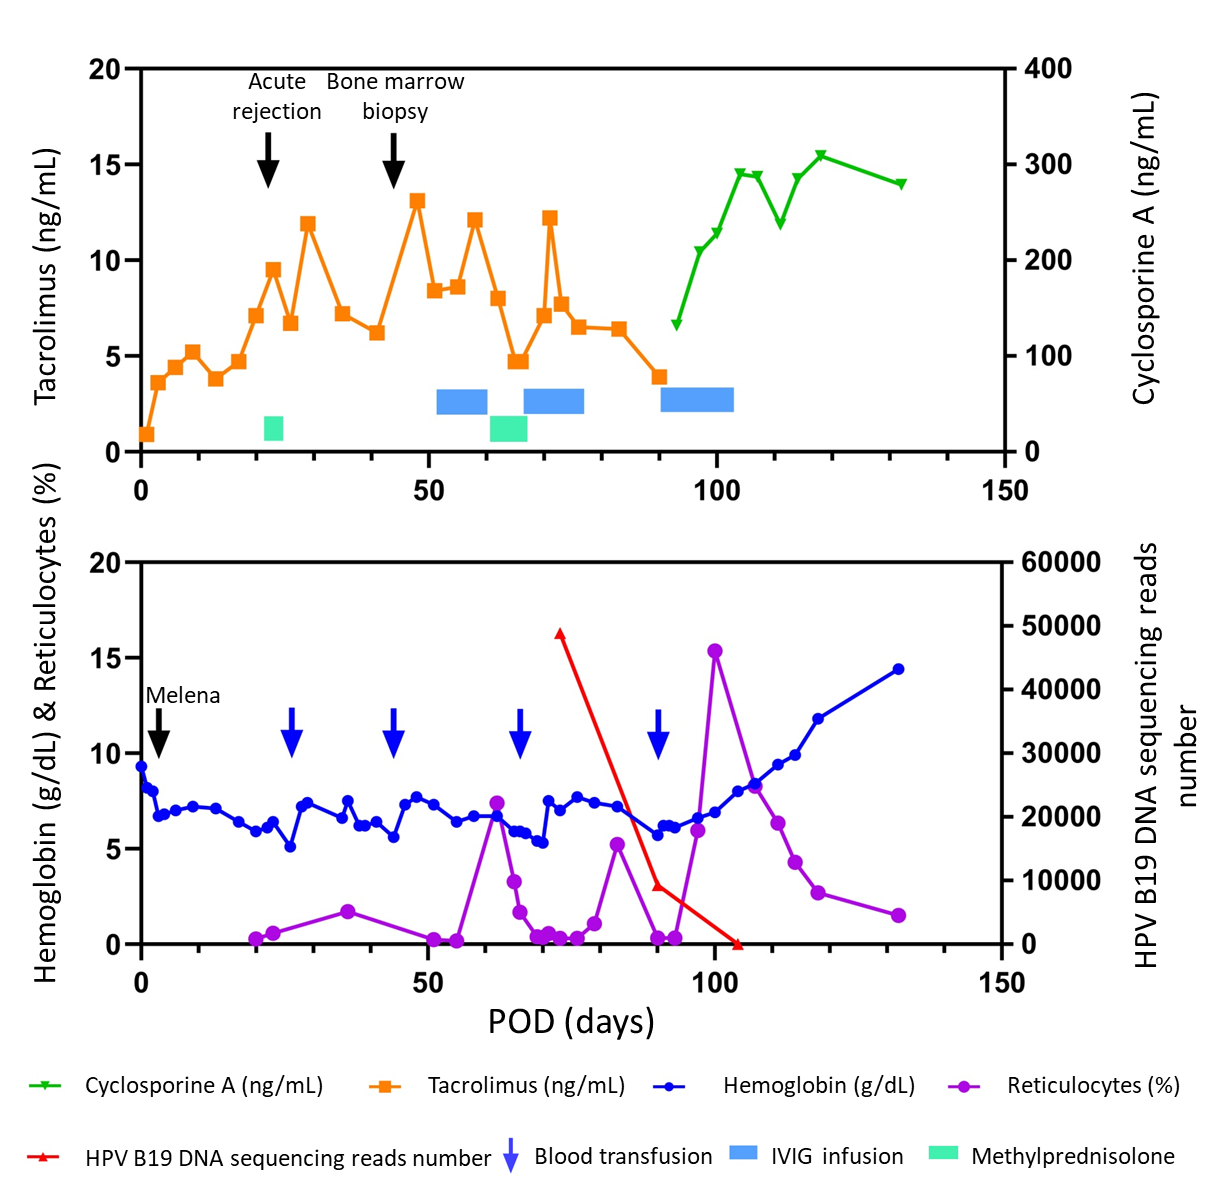 20
15
10
5
0
Tacrolimus (ng/mL)
Acute
rejection
Bone marrow
biopsy
400
300
200
100
0
Cyclosporine A (ng/mL)
0 50 100 150
20
15
10
5
0
Hemoglobin (g/dL) & Reticulocytes (%)
Melena
60000
50000
40000
30000
20000
10000
0
HPV B19 DNA sequencing reads
number
0 50 100 150
POD (days)
Cyclosporine A (ng/mL) Tacrolimus (ng/mL) Hemoglobin (g/dL) Reticulocytes (%)
HPV B19 DNA sequencing reads number Blood transfusion IVIG infusion Methylprednisolone